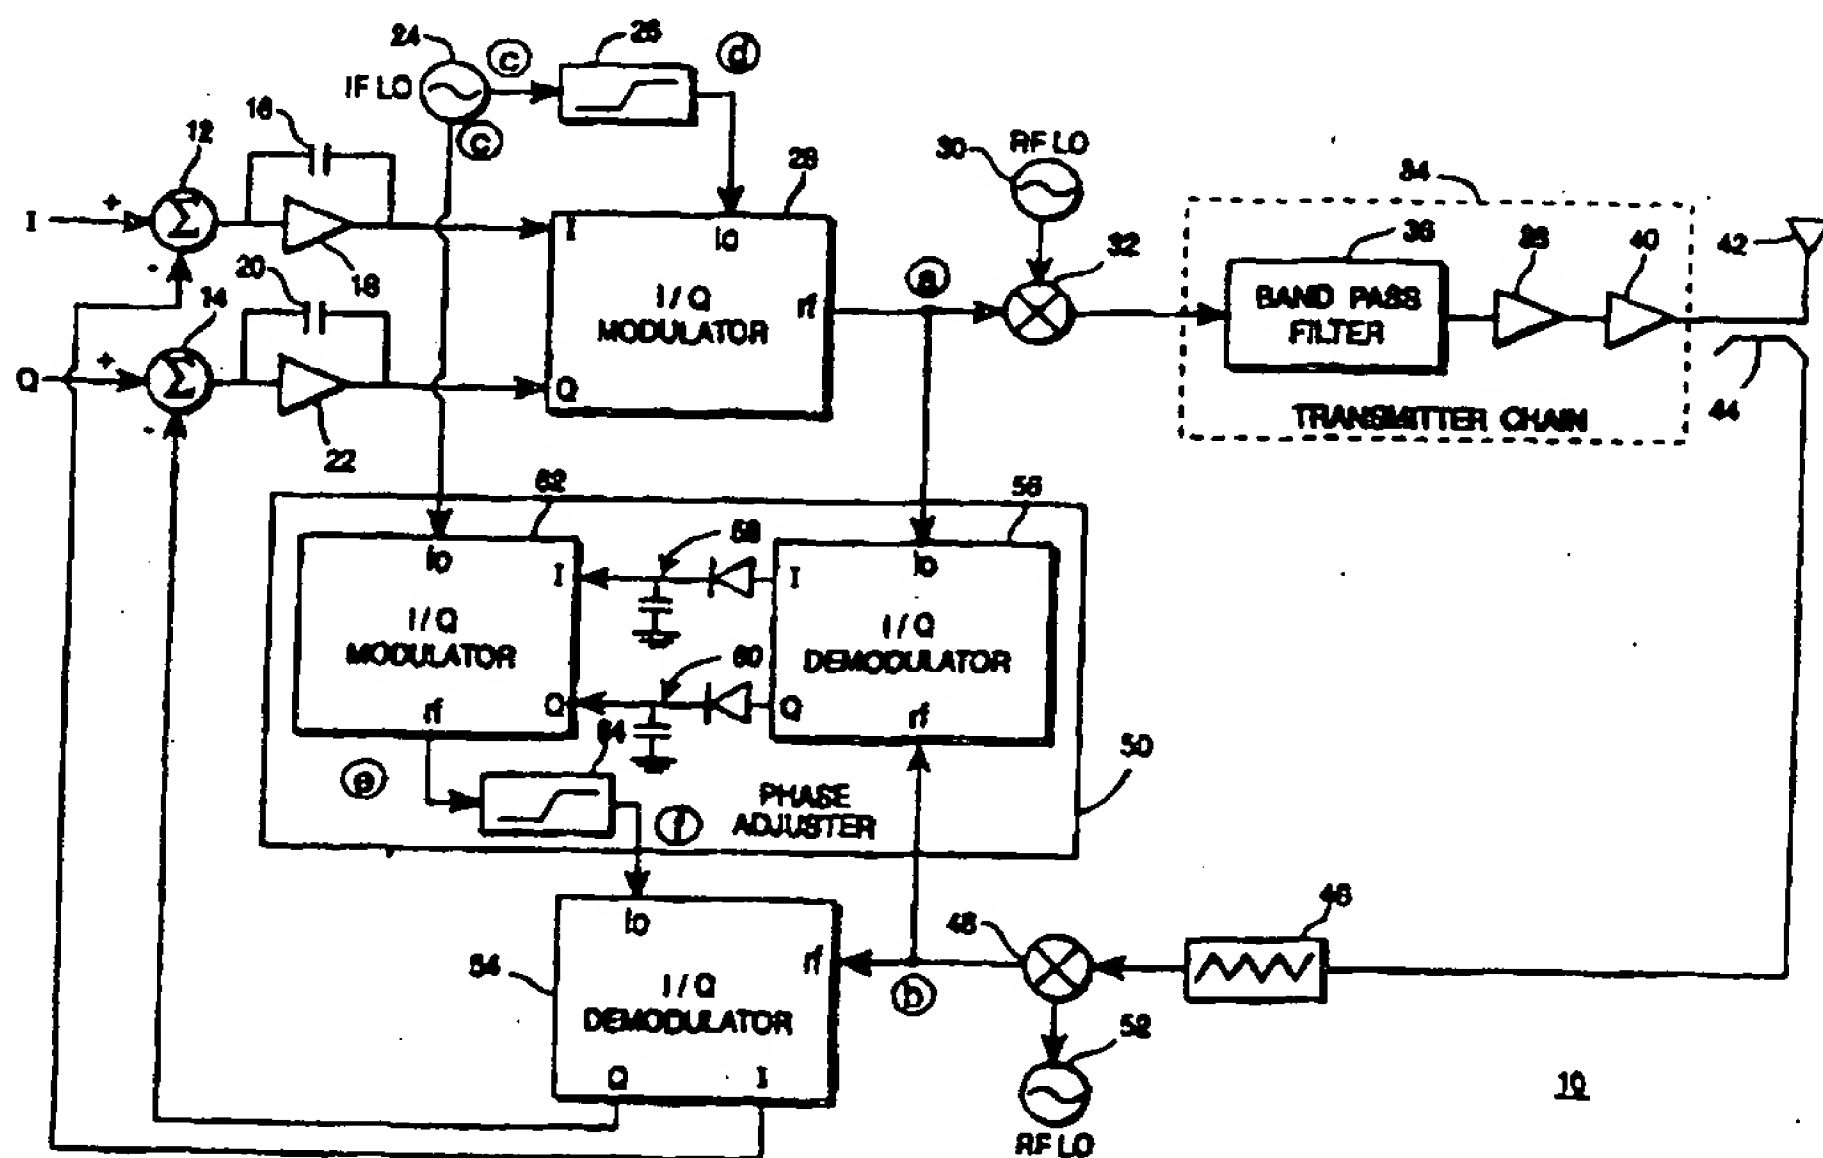 24
26
c
d
IF LO
c
16
12
28
30
RF LO
34
I
+
Σ
I
lo
32
36
38
40
42
-
18
a
20
14
I / Q
MODULATOR
rf
BAND PASS
FILTER
Q
+
Σ
Q
TRANSMITTER CHAIN
44
-
22
62
56
lo
I
58
I
lo
I / Q
MODULATOR
I / Q
DEMODULATOR
60
rf
Q
Q
rf
64
50
e
PHASE
ADJUSTER
f
lo
48
46
54
rf
I / Q
DEMODULATOR
b
52
Q
I
10
RF LO